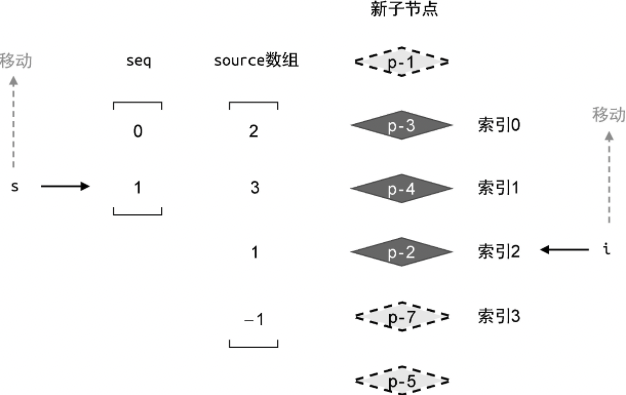 新子节点
移动 seq source数组 p-1
0 2 p-3 索引0
移动
s 1 3 p-4 索引1
1 p-2 索引2 i
-1 p-7 索引3
p-5